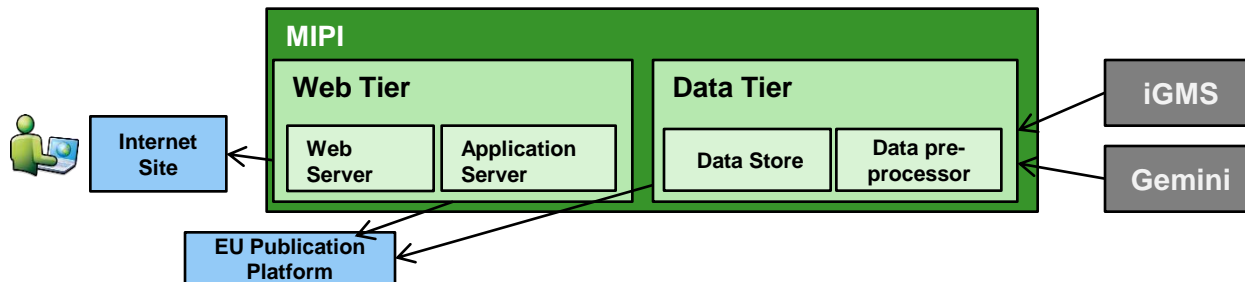 MIPI
Web Tier
Data Tier
iGMS
Internet
Site
Web
Server
Application
Server
Data Store
Data pre-
processor
Gemini
EU Publication
Platform